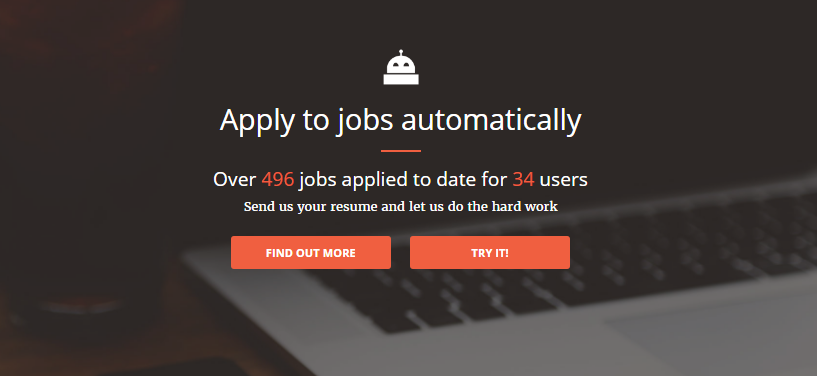 Apply to jobs automatically
Over 496 jobs applied to date for 34 users
Send us your resume and let us do the hard work
FIND OUT MORE
TRY IT!